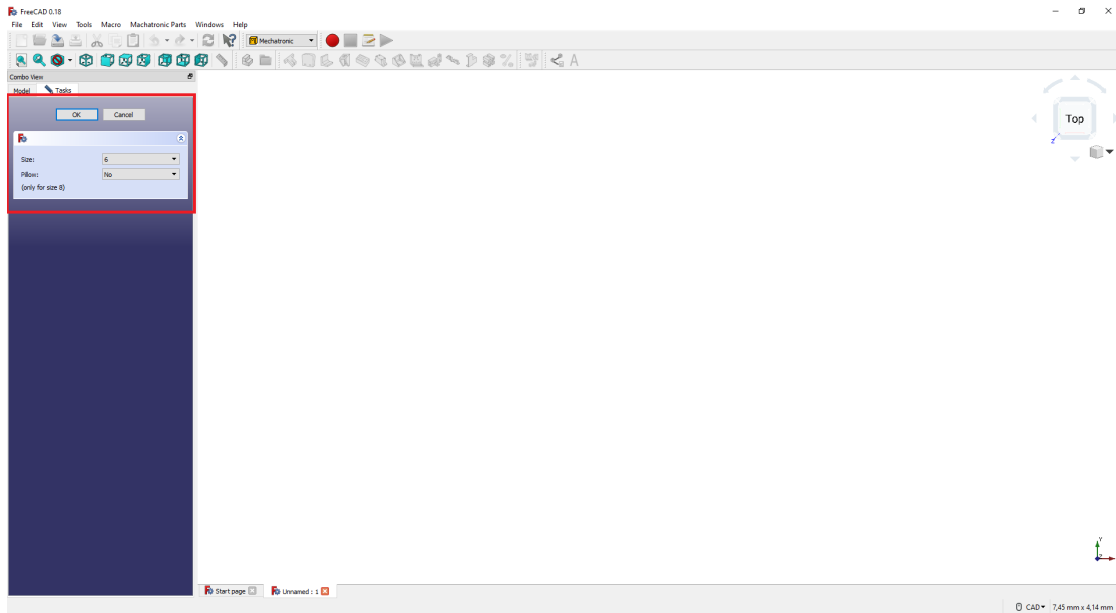 FreeCAD 0.18
File Edit View Tools Macro Machatronic Parts Windows Help
Mechatronic
Combo View
Model Tasks
OK Cancel
Size: 6
Pillow: No
(only for size 8)
Top
Z
Y
Z
Start page Unnamed : 1
CAD 7,45 mm x 4,14 mm